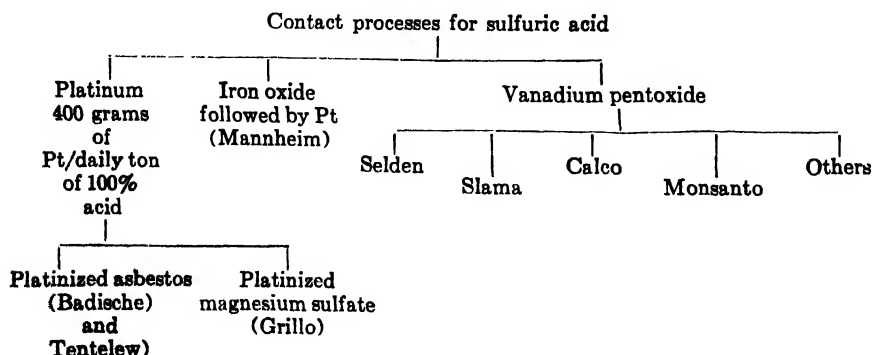 Contact processes for sulfuric acid
Platinum
400 grams
of
Pt/daily ton
of 100%
acid
Iron oxide
followed by Pt
(Mannheim)
Vanadium pentoxide
Selden
Slama
Calco
Monsanto
Others
Platinized asbestos
(Badische)
and
Tentelew)
Platinized
magnesium sulfate
(Grillo)